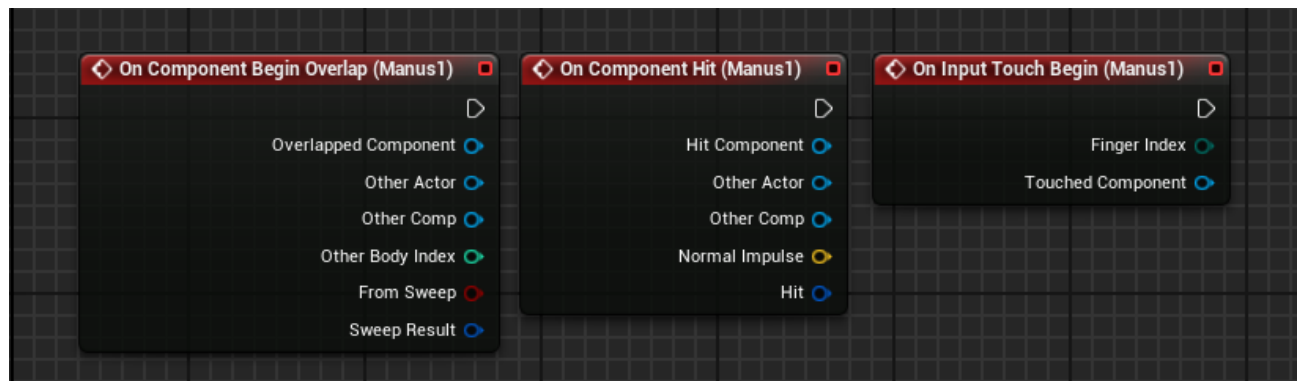 On Component Begin Overlap (Manus1)
Overlapped Component
Other Actor
Other Comp
Other Body Index
From Sweep
Sweep Result
On Component Hit (Manus1)
Hit Component
Other Actor
Other Comp
Normal Impulse
Hit
On Input Touch Begin (Manus1)
Finger Index
Touched Component